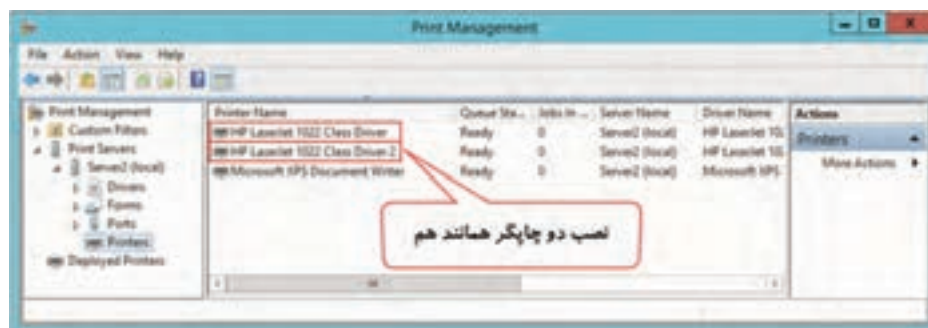 Print Management
File Action View Help
Print Management
Custom Filters
Print Servers
Server2 (local)
Drivers
Forms
Ports
Printers
Deployed Printers
Printer Name Queue Sta... Jobs In ... Server Name Driver Name
HP LaserJet 1022 Class Driver Ready 0 Server2 (local) HP LaserJet 10
HP LaserJet 1022 Class Driver 2 Ready 0 Server2 (local) HP LaserJet 10
Microsoft XPS Document Writer Ready 0 Server2 (local) Microsoft XPS
Actions
Printers
More Actions
نصب دو چاپگر همانند هم